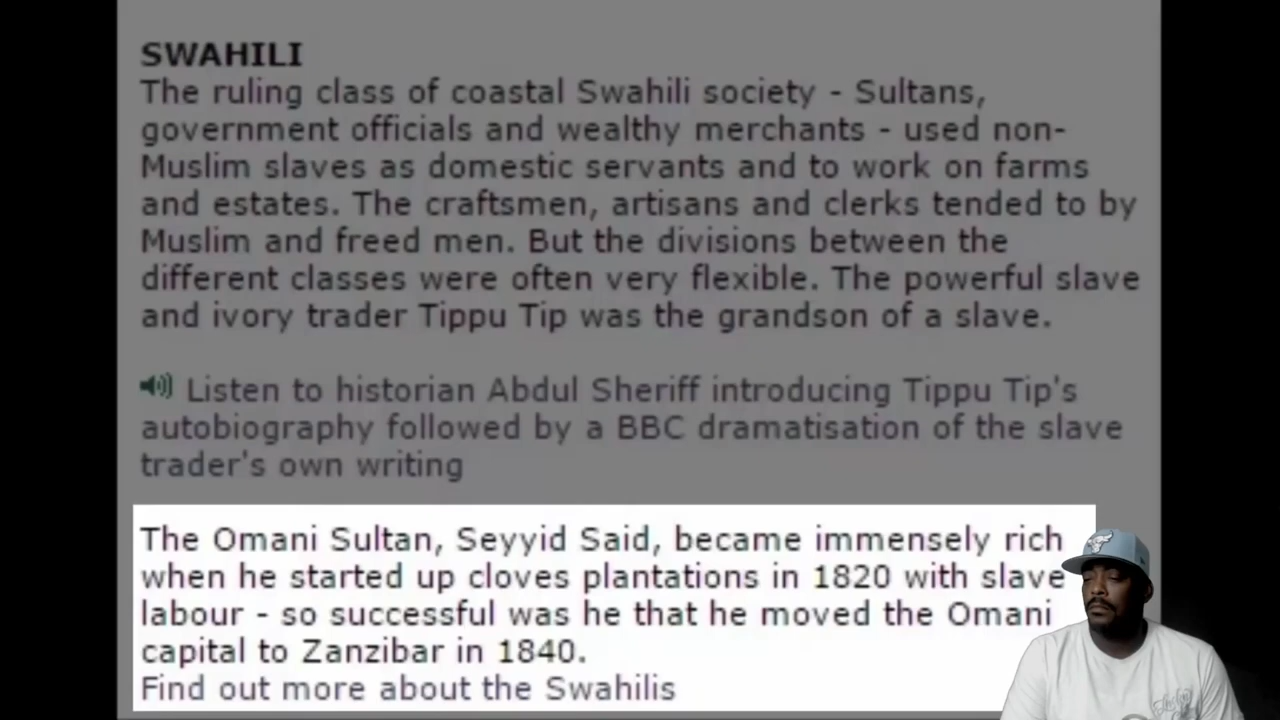 SWAHILI
The ruling class of coastal Swahili society - Sultans,
government officials and wealthy merchants - used non-
Muslim slaves as domestic servants and to work on farms
and estates. The craftsmen, artisans and clerks tended to by
Muslim and freed men. But the divisions between the
different classes were often very flexible. The powerful slave
and ivory trader Tippu Tip was the grandson of a slave.
Listen to historian Abdul Sheriff introducing Tippu Tip's
autobiography followed by a BBC dramatisation of the slave
trader's own writing
The Omani Sultan, Seyyid Said, became immensely rich
when he started up cloves plantations in 1820 with slave
labour - so successful was he that he moved the Omani
capital to Zanzibar in 1840.
Find out more about the Swahilis